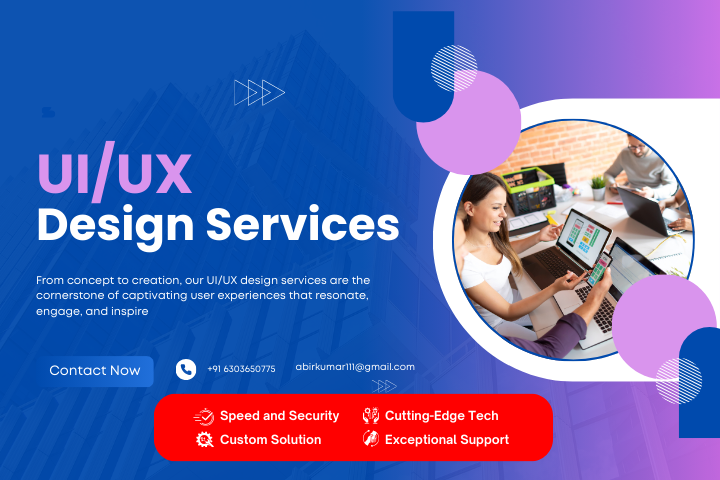 UI/UX
Design Services
From concept to creation, our UI/UX design services are the
cornerstone of captivating user experiences that resonate,
engage, and inspire
Contact Now
+91 6303650775
abirkumar111@gmail.com
Speed and Security
Cutting-Edge Tech
Custom Solution
Exceptional Support